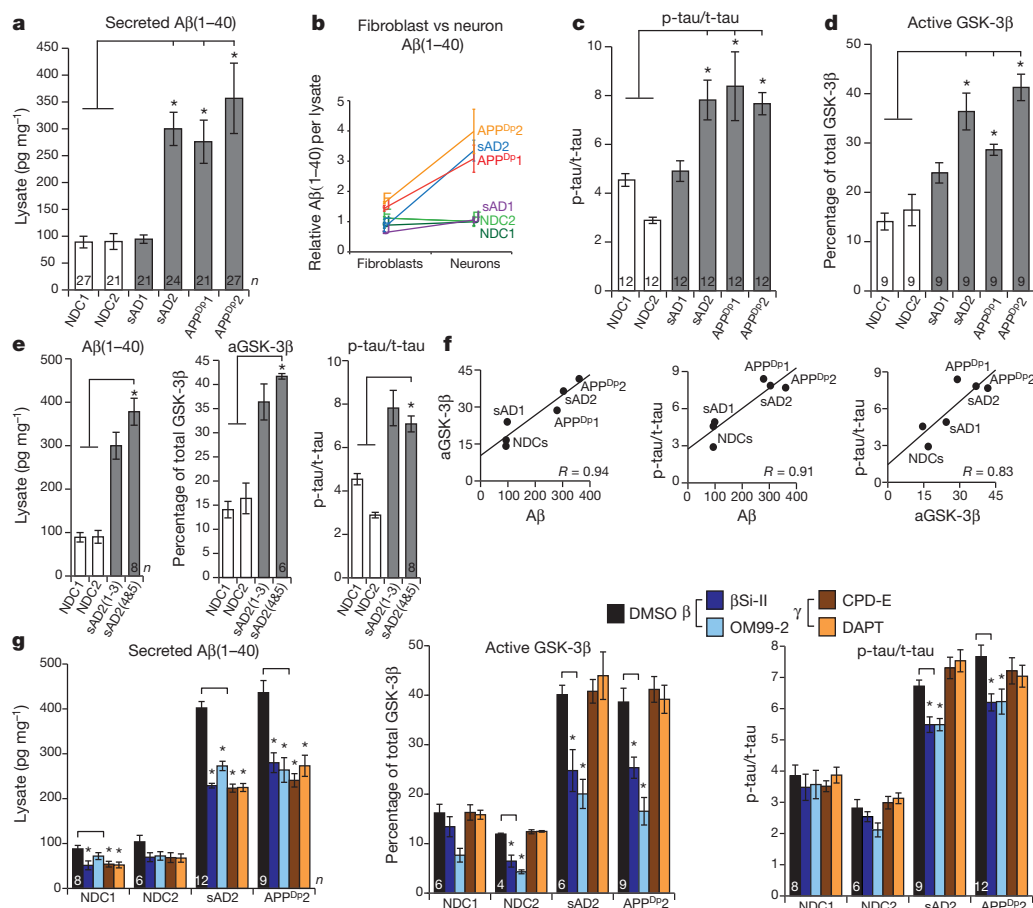 a
Secreted Aβ(1–40)
Lysate (pg mg⁻¹)
450
400
350
300
250
200
150
100
50
0
* * *
27 21 21 24 21 27 n
NDC1 NDC2 sAD1 sAD2 APPᴰᵖ1 APPᴰᵖ2
b
Fibroblast vs neuron
Aβ(1–40)
Relative Aβ(1–40) per lysate
5
4
3
2
1
0
APPᴰᵖ2
sAD2
APPᴰᵖ1
sAD1
NDC2
NDC1
Fibroblasts Neurons
c
p-tau/t-tau
p-tau/t-tau
10
8
6
4
2
0
* * *
12 12 12 12 12 12
NDC1 NDC2 sAD1 sAD2 APPᴰᵖ1 APPᴰᵖ2
d
Active GSK-3β
Percentage of total GSK-3β
50
40
30
20
10
0
* * *
9 9 9 9 9 9
NDC1 NDC2 sAD1 sAD2 APPᴰᵖ1 APPᴰᵖ2
e
Aβ(1–40)
Lysate (pg mg⁻¹)
500
400
300
200
100
0
*
8 n
NDC1 NDC2 sAD2(1-3) sAD2(4&5)
aGSK-3β
Percentage of total GSK-3β
45
40
35
30
25
20
15
10
5
0
*
6
NDC1 NDC2 sAD2(1-3) sAD2(4&5)
p-tau/t-tau
p-tau/t-tau
10
8
6
4
2
0
*
8
NDC1 NDC2 sAD2(1-3) sAD2(4&5)
f
aGSK-3β
45
30
15
0
APPᴰᵖ2
sAD2
sAD1
APPᴰᵖ1
NDCs
R = 0.94
0 100 200 300 400
Aβ
p-tau/t-tau
9
6
3
0
APPᴰᵖ1
APPᴰᵖ2
sAD2
sAD1
NDCs
R = 0.91
0 100 200 300 400
Aβ
p-tau/t-tau
9
6
3
0
APPᴰᵖ1
APPᴰᵖ2
sAD2
sAD1
NDCs
R = 0.83
0 15 30 45
aGSK-3β
DMSO β βSi-II γ CPD-E
OM99-2 DAPT
g
Secreted Aβ(1–40)
Lysate (pg mg⁻¹)
500
400
300
200
100
0
* * *
* * * *
* * * *
8 6 12 9 n
NDC1 NDC2 sAD2 APPᴰᵖ2
Active GSK-3β
Percentage of total GSK-3β
50
40
30
20
10
0
* *
* *
* *
6 4 6 9
NDC1 NDC2 sAD2 APPᴰᵖ2
p-tau/t-tau
p-tau/t-tau
8
7
6
5
4
3
2
1
0
* *
* *
8 6 9 12
NDC1 NDC2 sAD2 APPᴰᵖ2